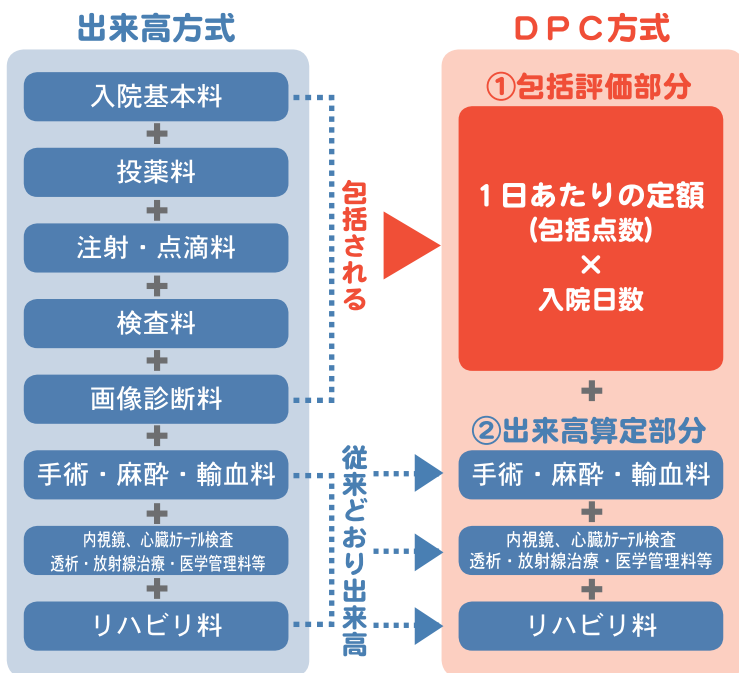 出来高方式
入院基本料
+
投薬料
+
注射・点滴料
+
検査料
+
画像診断料
+
手術・麻酔・輸血料
+
内視鏡、心臓ｶﾃｰﾃﾙ検査
透析・放射線治療・医学管理料等
+
リハビリ料
包括される
従来どおり出来高
ＤＰＣ方式
①包括評価部分
１日あたりの定額
(包括点数)
×
入院日数
+
②出来高算定部分
手術・麻酔・輸血料
+
内視鏡、心臓ｶﾃｰﾃﾙ検査
透析・放射線治療・医学管理料等
+
リハビリ料